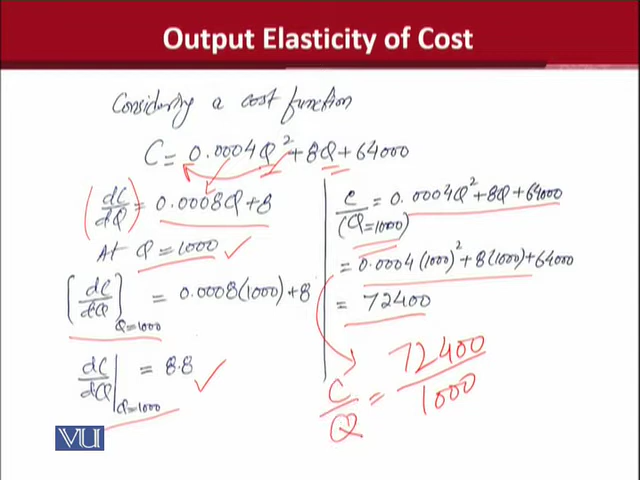 Output Elasticity of Cost
Considering a cost function
C = 0.0004Q² + 8Q + 64000
(dC/dQ) = 0.0008Q + 8
At Q = 1000 ✓
[dC/dQ]Q=1000 = 0.0008(1000) + 8
dC/dQ|Q=1000 = 8.8 ✓
C/(Q=1000) = 0.0004Q² + 8Q + 64000
= 0.0004(1000)² + 8(1000) + 64000
= 72400
C/Q = 72400/1000
VU